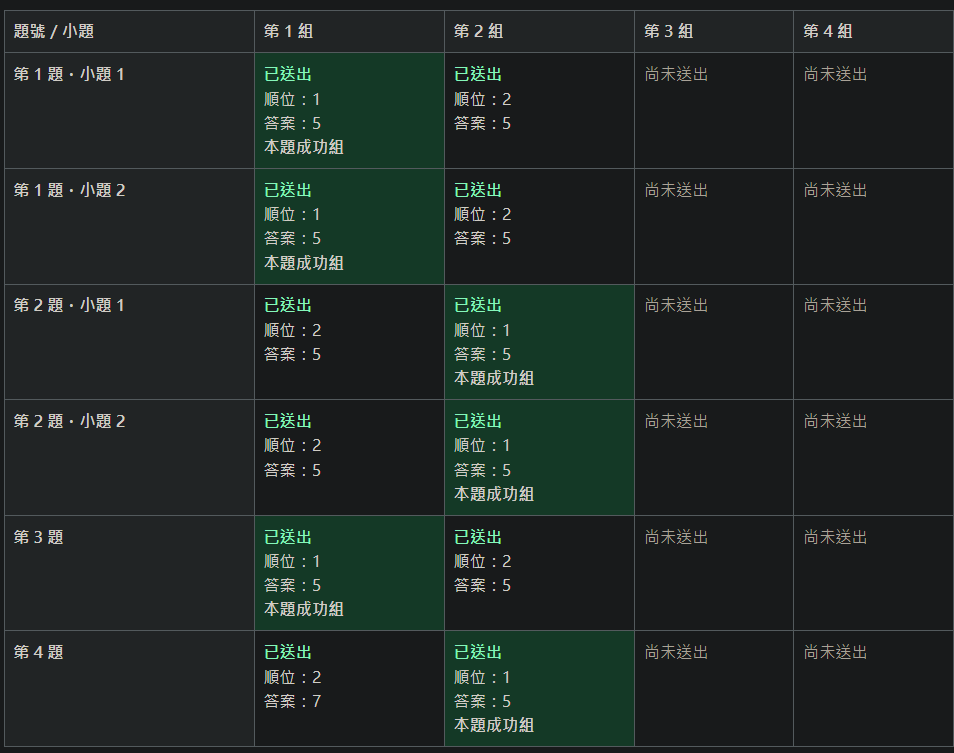 題號 / 小題 第 1 組 第 2 組 第 3 組 第 4 組
第 1 題・小題 1
已送出
順位：1
答案：5
本題成功組
已送出
順位：2
答案：5
尚未送出
尚未送出
第 1 題・小題 2
已送出
順位：1
答案：5
本題成功組
已送出
順位：2
答案：5
尚未送出
尚未送出
第 2 題・小題 1
已送出
順位：2
答案：5
已送出
順位：1
答案：5
本題成功組
尚未送出
尚未送出
第 2 題・小題 2
已送出
順位：2
答案：5
已送出
順位：1
答案：5
本題成功組
尚未送出
尚未送出
第 3 題
已送出
順位：1
答案：5
本題成功組
已送出
順位：2
答案：5
尚未送出
尚未送出
第 4 題
已送出
順位：2
答案：7
已送出
順位：1
答案：5
本題成功組
尚未送出
尚未送出